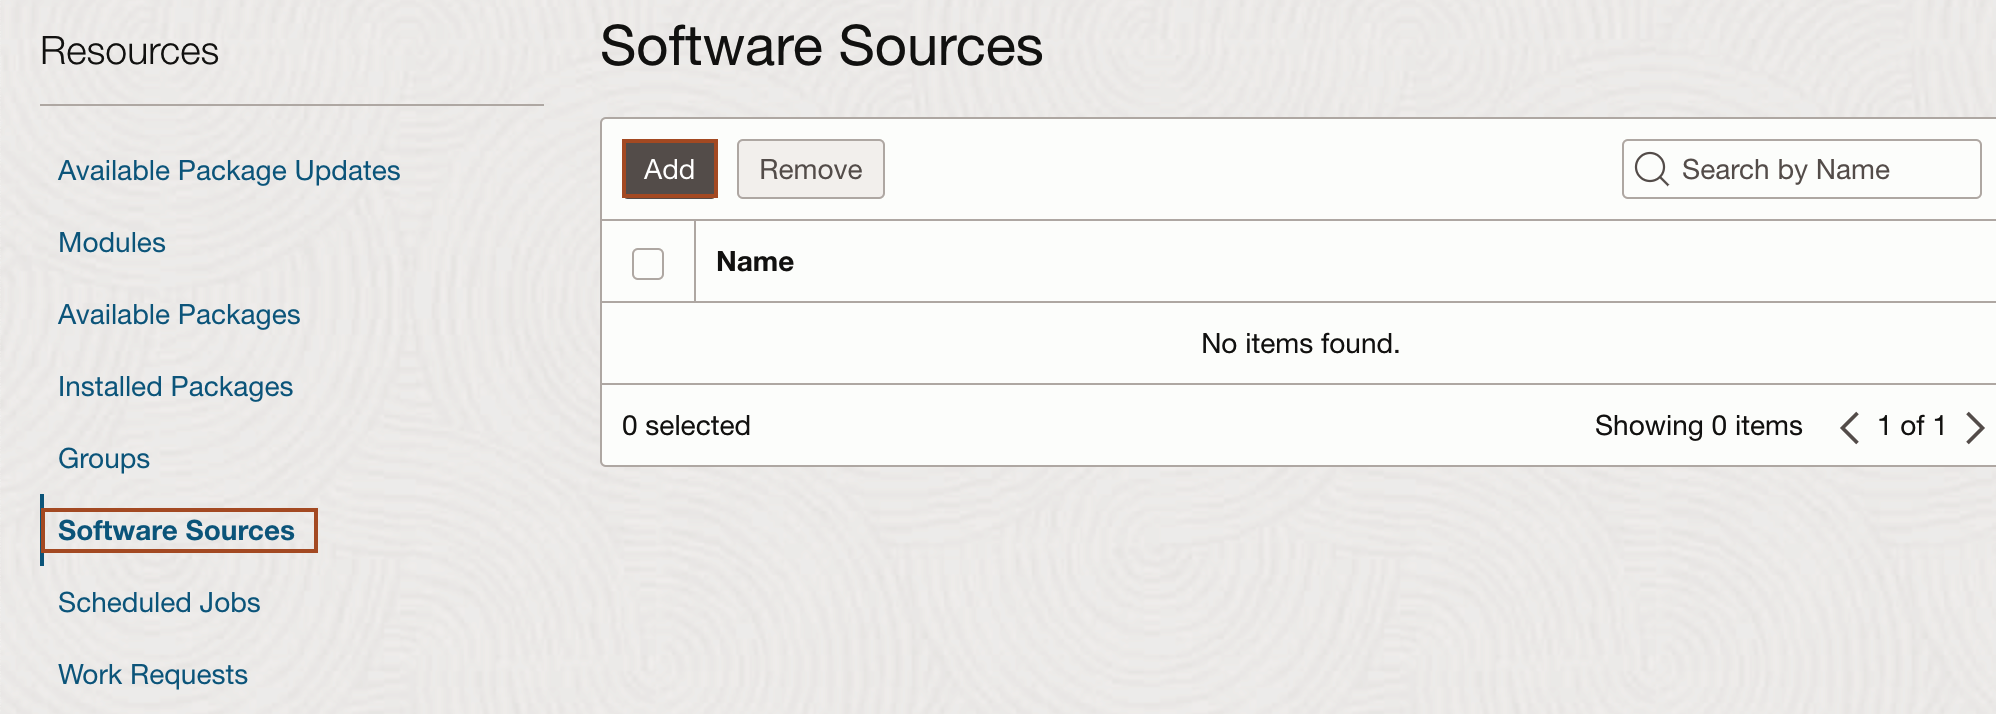 Resources
Available Package Updates
Modules
Available Packages
Installed Packages
Groups
Software Sources
Scheduled Jobs
Work Requests
Software Sources
Add Remove Search by Name
Name
No items found.
0 selected Showing 0 items 1 of 1